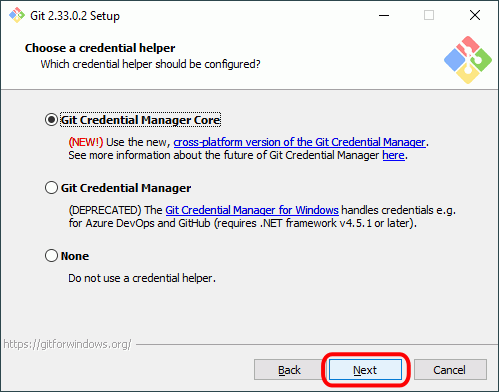 Git 2.33.0.2 Setup
Choose a credential helper
Which credential helper should be configured?
Git Credential Manager Core
(NEW!) Use the new, cross-platform version of the Git Credential Manager.
See more information about the future of Git Credential Manager here.
Git Credential Manager
(DEPRECATED) The Git Credential Manager for Windows handles credentials e.g.
for Azure DevOps and GitHub (requires .NET framework v4.5.1 or later).
None
Do not use a credential helper.
https://gitforwindows.org/
Back Next Cancel